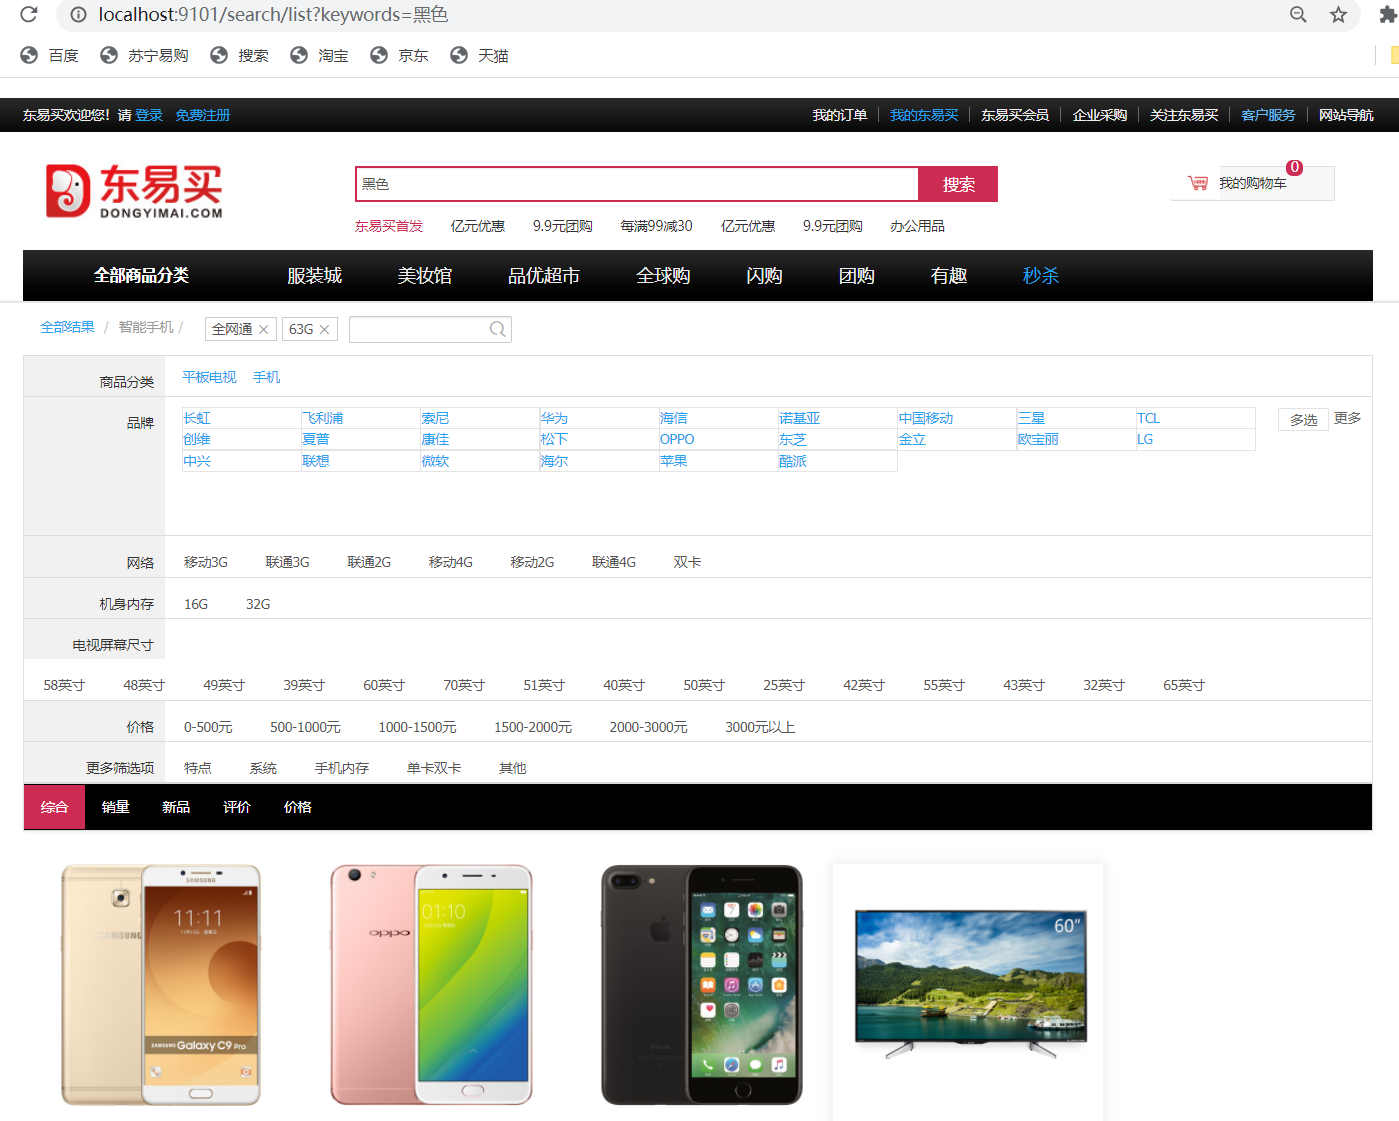 localhost:9101/search/list?keywords=黑色
百度 苏宁易购 搜索 淘宝 京东 天猫
东易买欢迎您！请 登录 免费注册 我的订单 我的东易买 东易买会员 企业采购 关注东易买 客户服务 网站导航
东易买
DONGYIMAI.COM
黑色 搜索
我的购物车 0
东易买首发 亿元优惠 9.9元团购 每满99减30 亿元优惠 9.9元团购 办公用品
全部商品分类 服装城 美妆馆 品优超市 全球购 闪购 团购 有趣 秒杀
全部结果 / 智能手机 / 全网通 × 63G ×
商品分类 平板电视 手机
品牌 长虹 飞利浦 索尼 华为 海信 诺基亚 中国移动 三星 TCL 多选 更多
创维 夏普 康佳 松下 OPPO 东芝 金立 欧宝丽 LG
中兴 联想 微软 海尔 苹果 酷派
网络 移动3G 联通3G 联通2G 移动4G 移动2G 联通4G 双卡
机身内存 16G 32G
电视屏幕尺寸
58英寸 48英寸 49英寸 39英寸 60英寸 70英寸 51英寸 40英寸 50英寸 25英寸 42英寸 55英寸 43英寸 32英寸 65英寸
价格 0-500元 500-1000元 1000-1500元 1500-2000元 2000-3000元 3000元以上
更多筛选项 特点 系统 手机内存 单卡双卡 其他
综合 销量 新品 评价 价格
SAMSUNG
11:11
SAMSUNG
SAMSUNG Galaxy C9 Pro
01:10
oppo
iPhone
60"